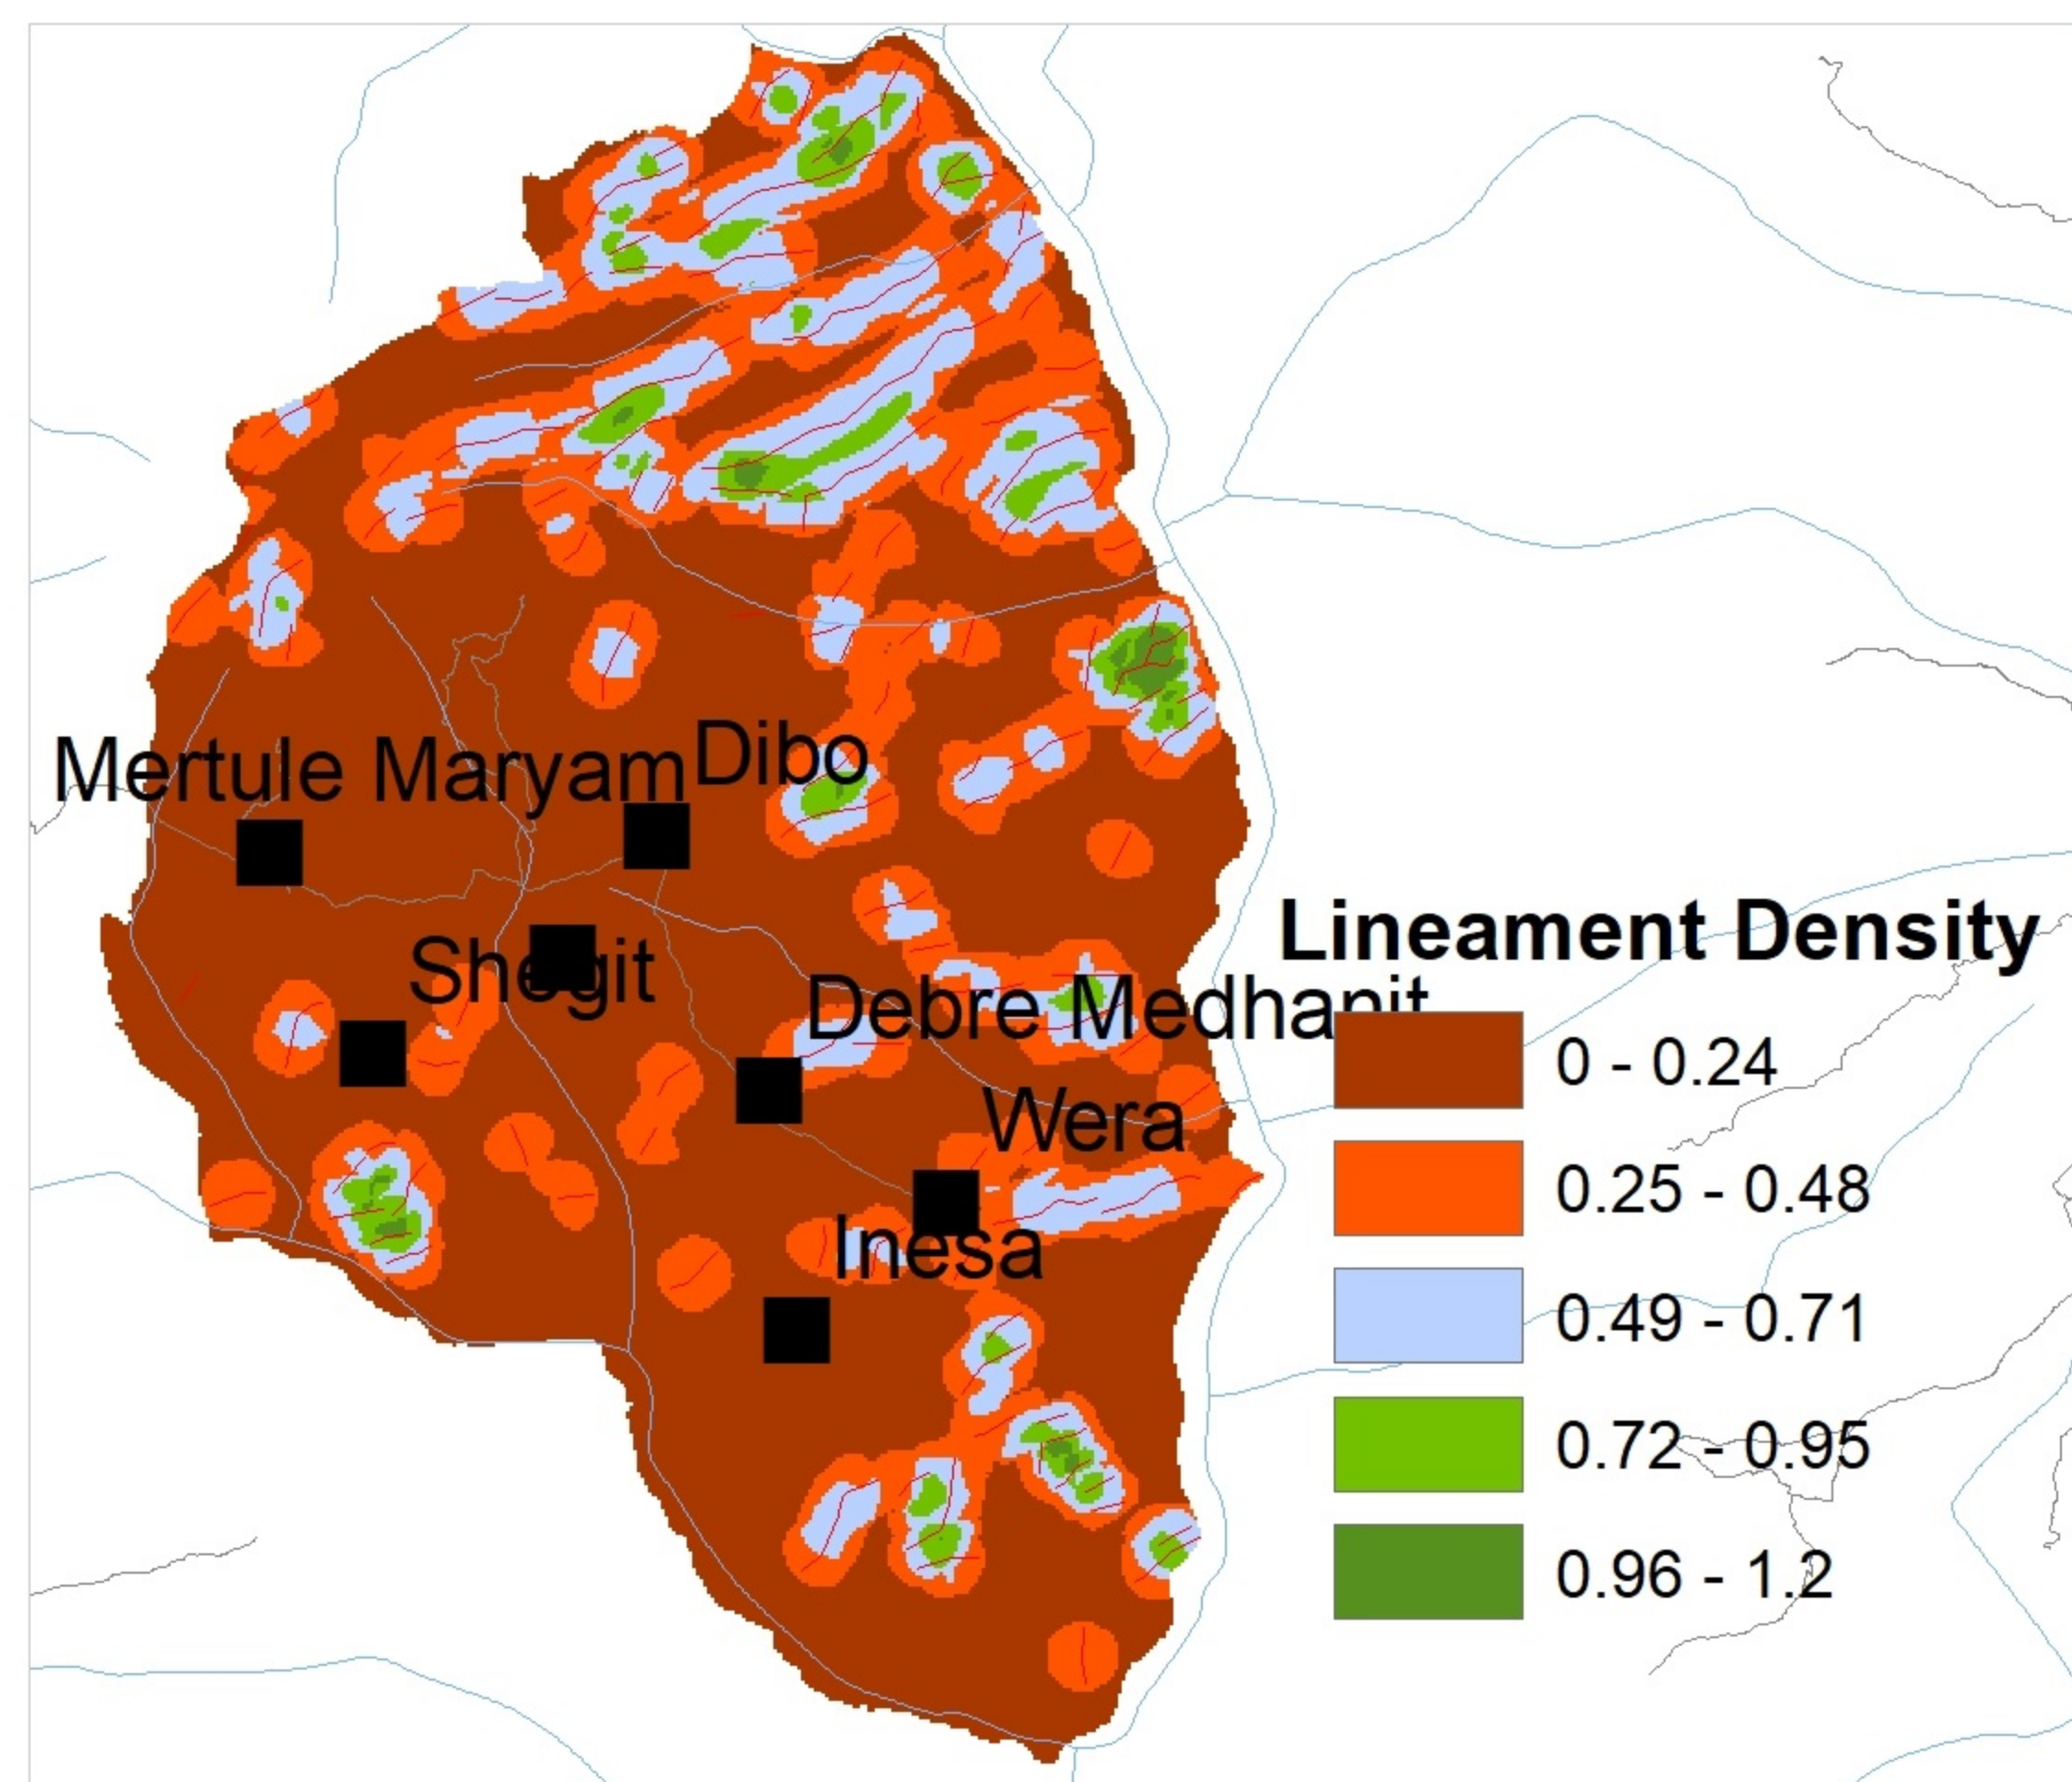 Mertule Maryam
Dibo
Shegit
Debre Medhanit
Wera
Inesa
Lineament Density
0 - 0.24
0.25 - 0.48
0.49 - 0.71
0.72 - 0.95
0.96 - 1.2